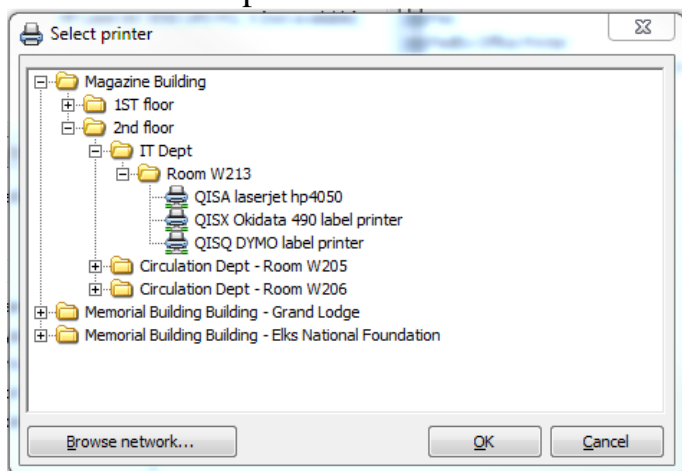 Select printer
Magazine Building
1ST floor
2nd floor
IT Dept
Room W213
QISA laserjet hp4050
QISX Okidata 490 label printer
QISQ DYMO label printer
Circulation Dept - Room W205
Circulation Dept - Room W206
Memorial Building Building - Grand Lodge
Memorial Building Building - Elks National Foundation
Browse network...
OK
Cancel